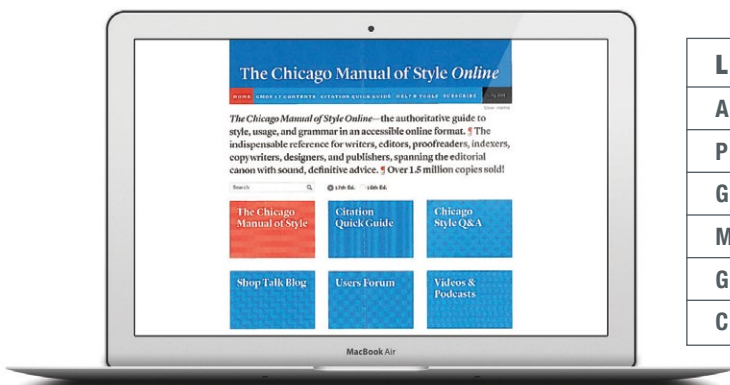 The Chicago Manual of Style Online
HOME CMOS 17 CONTENTS CITATION QUICK GUIDE HELP & TOOLS SUBSCRIBE
The Chicago Manual of Style Online—the authoritative guide to
style, usage, and grammar in an accessible online format. ¶ The
indispensable reference for writers, editors, proofreaders, indexers,
copywriters, designers, and publishers, spanning the editorial
canon with sound, definitive advice. ¶ Over 1.5 million copies sold!
Search 17th Ed. 16th Ed.
The Chicago
Manual of Style
Citation
Quick Guide
Chicago
Style Q&A
Shop Talk Blog
Users Forum
Videos &
Podcasts
MacBook Air
L
A
P
G
M
G
C